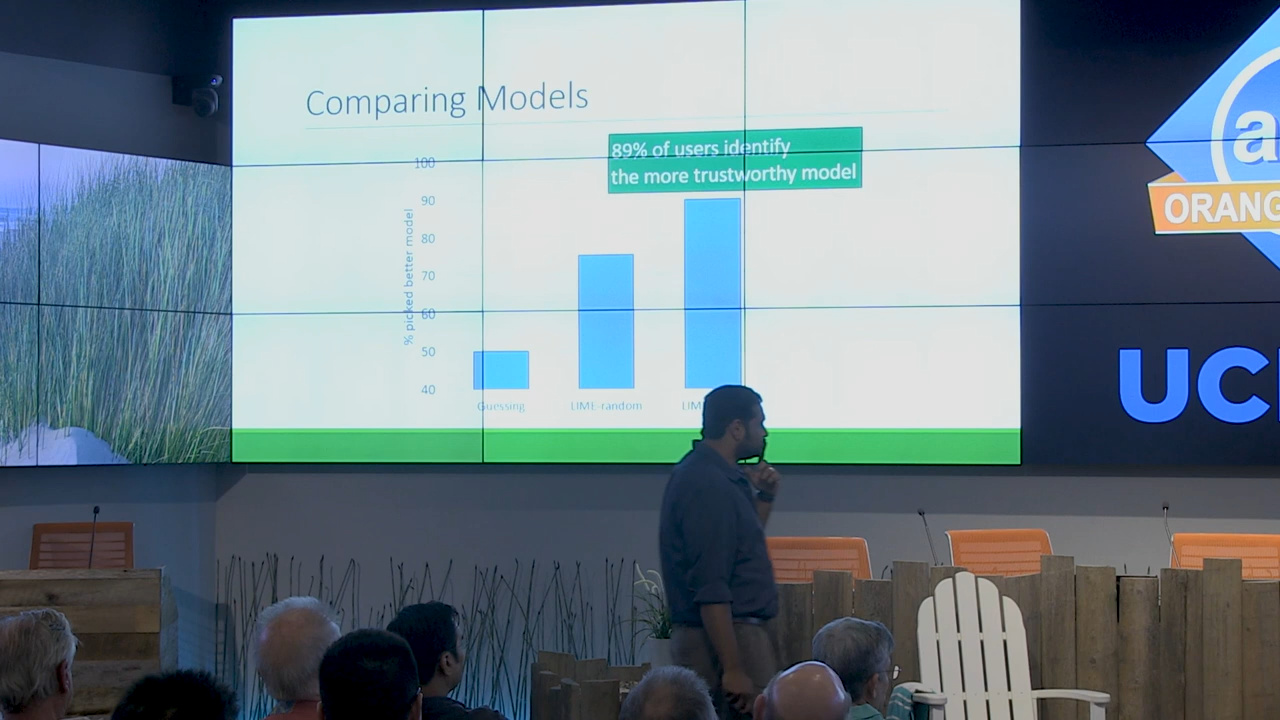 Comparing Models
89% of users identify
the more trustworthy model
% picked better model
100
90
80
70
60
50
40
Guessing
LIME-random
LIM
a
ORANG
UC